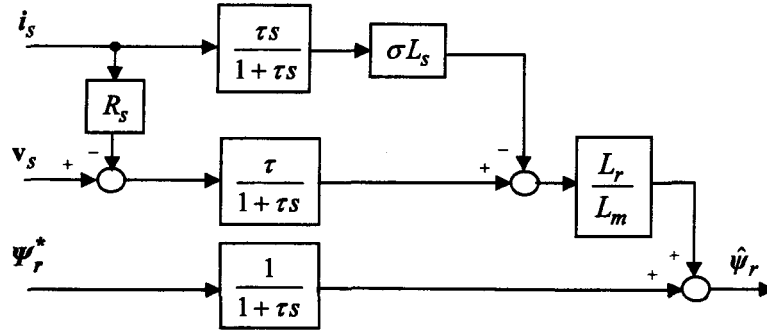 i_s
τs
1 + τs
σL_s
R_s
−
−
v_s
+
τ
1 + τs
+
L_r
L_m
Ψ_r^*
1
1 + τs
+
+
ψ̂_r